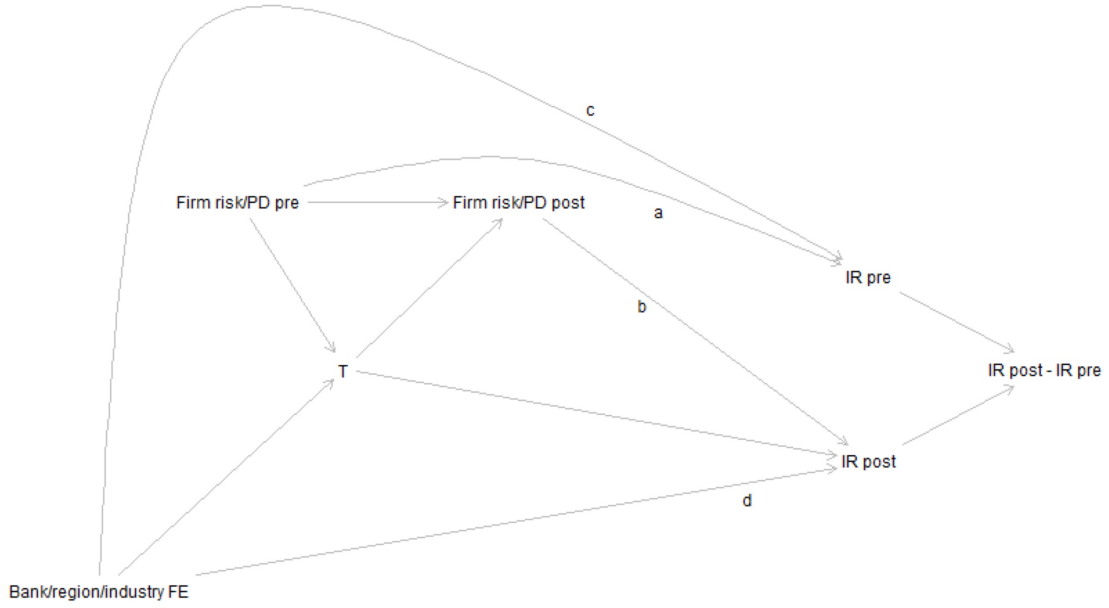 c
Firm risk/PD pre
Firm risk/PD post
a
IR pre
b
T
IR post - IR pre
IR post
d
Bank/region/industry FE